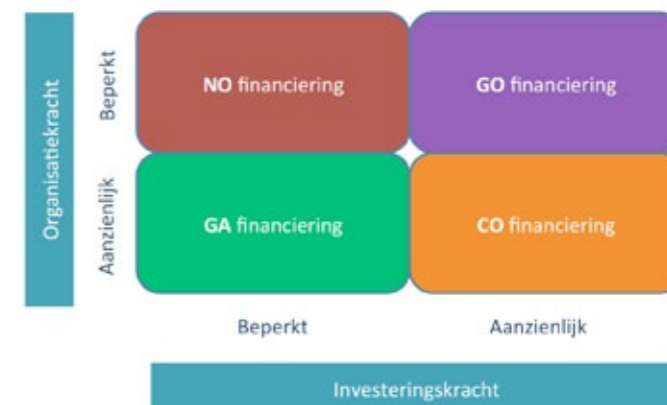 Organisatiekracht
Beperkt
NO financiering
GO financiering
Aanzienlijk
GA financiering
CO financiering
Beperkt
Aanzienlijk
Investeringskracht